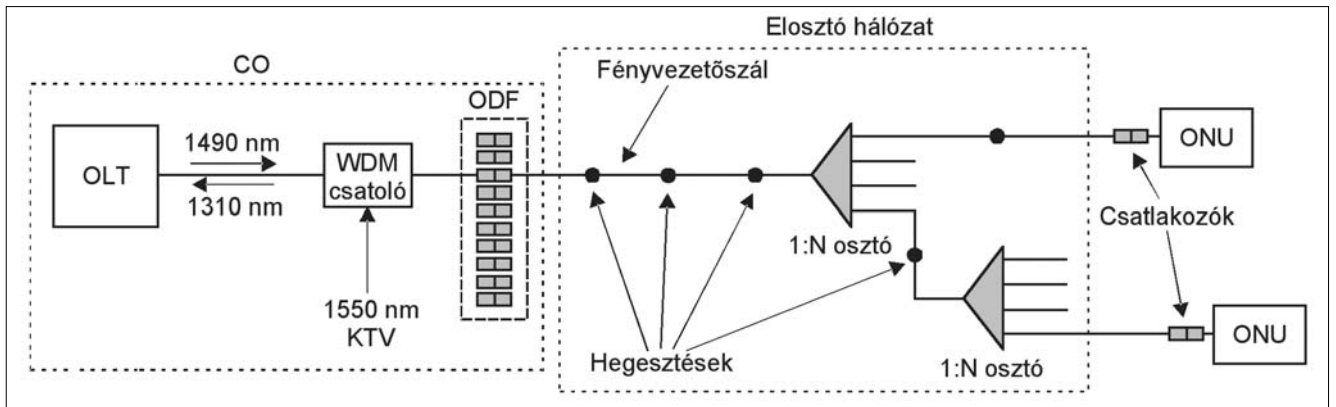 Elosztó hálózat
CO
Fényvezetõszál
ODF
1490 nm
OLT
WDM
csatoló
1310 nm
ONU
Csatlakozók
1:N osztó
1550 nm
KTV
Hegesztések
ONU
1:N osztó